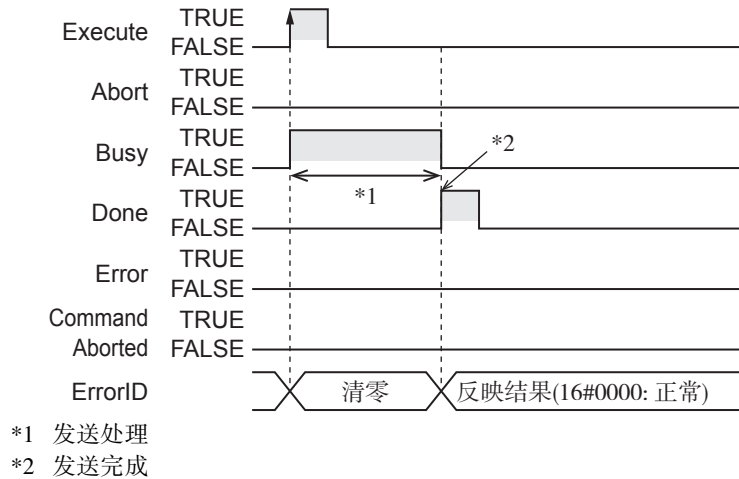 Execute TRUE
FALSE
Abort TRUE
FALSE
Busy TRUE
FALSE
*2
*1
Done TRUE
FALSE
Error TRUE
FALSE
Command TRUE
Aborted FALSE
ErrorID 清零 反映结果(16#0000: 正常)
*1 发送处理
*2 发送完成